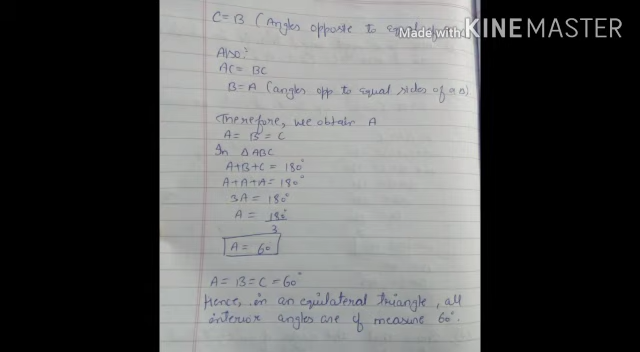 C = B (Angles opposite to equal
Made with KINEMASTER
Also:
AC = BC
B = A (angles opp to equal sides of a Δ)
Therefore, we obtain A
A = B = C
In Δ ABC
A+B+C = 180°
A+A+A = 180°
3A = 180°
A = 180°
3
A = 60
A = B = C = 60°
Hence, in an equilateral triangle, all
interior angles are of measure 60°.